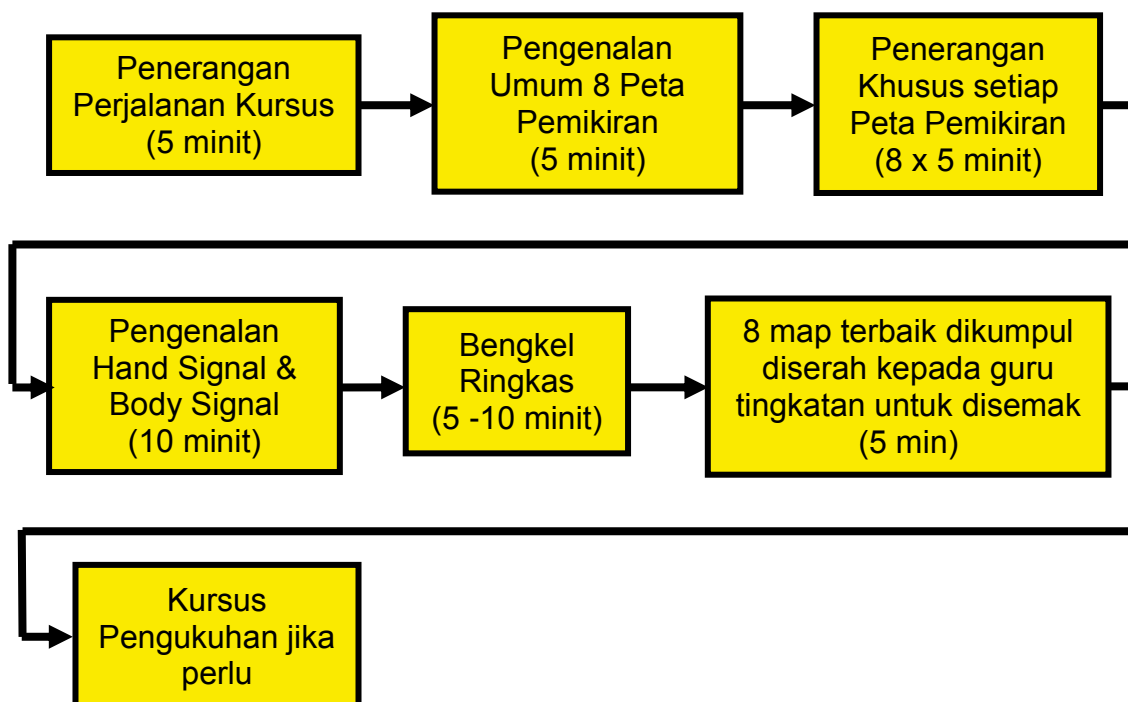 Penerangan
Perjalanan Kursus
(5 minit)
Pengenalan
Umum 8 Peta
Pemikiran
(5 minit)
Penerangan
Khusus setiap
Peta Pemikiran
(8 x 5 minit)
Pengenalan
Hand Signal &
Body Signal
(10 minit)
Bengkel
Ringkas
(5 -10 minit)
8 map terbaik dikumpul
diserah kepada guru
tingkatan untuk disemak
(5 min)
Kursus
Pengukuhan jika
perlu